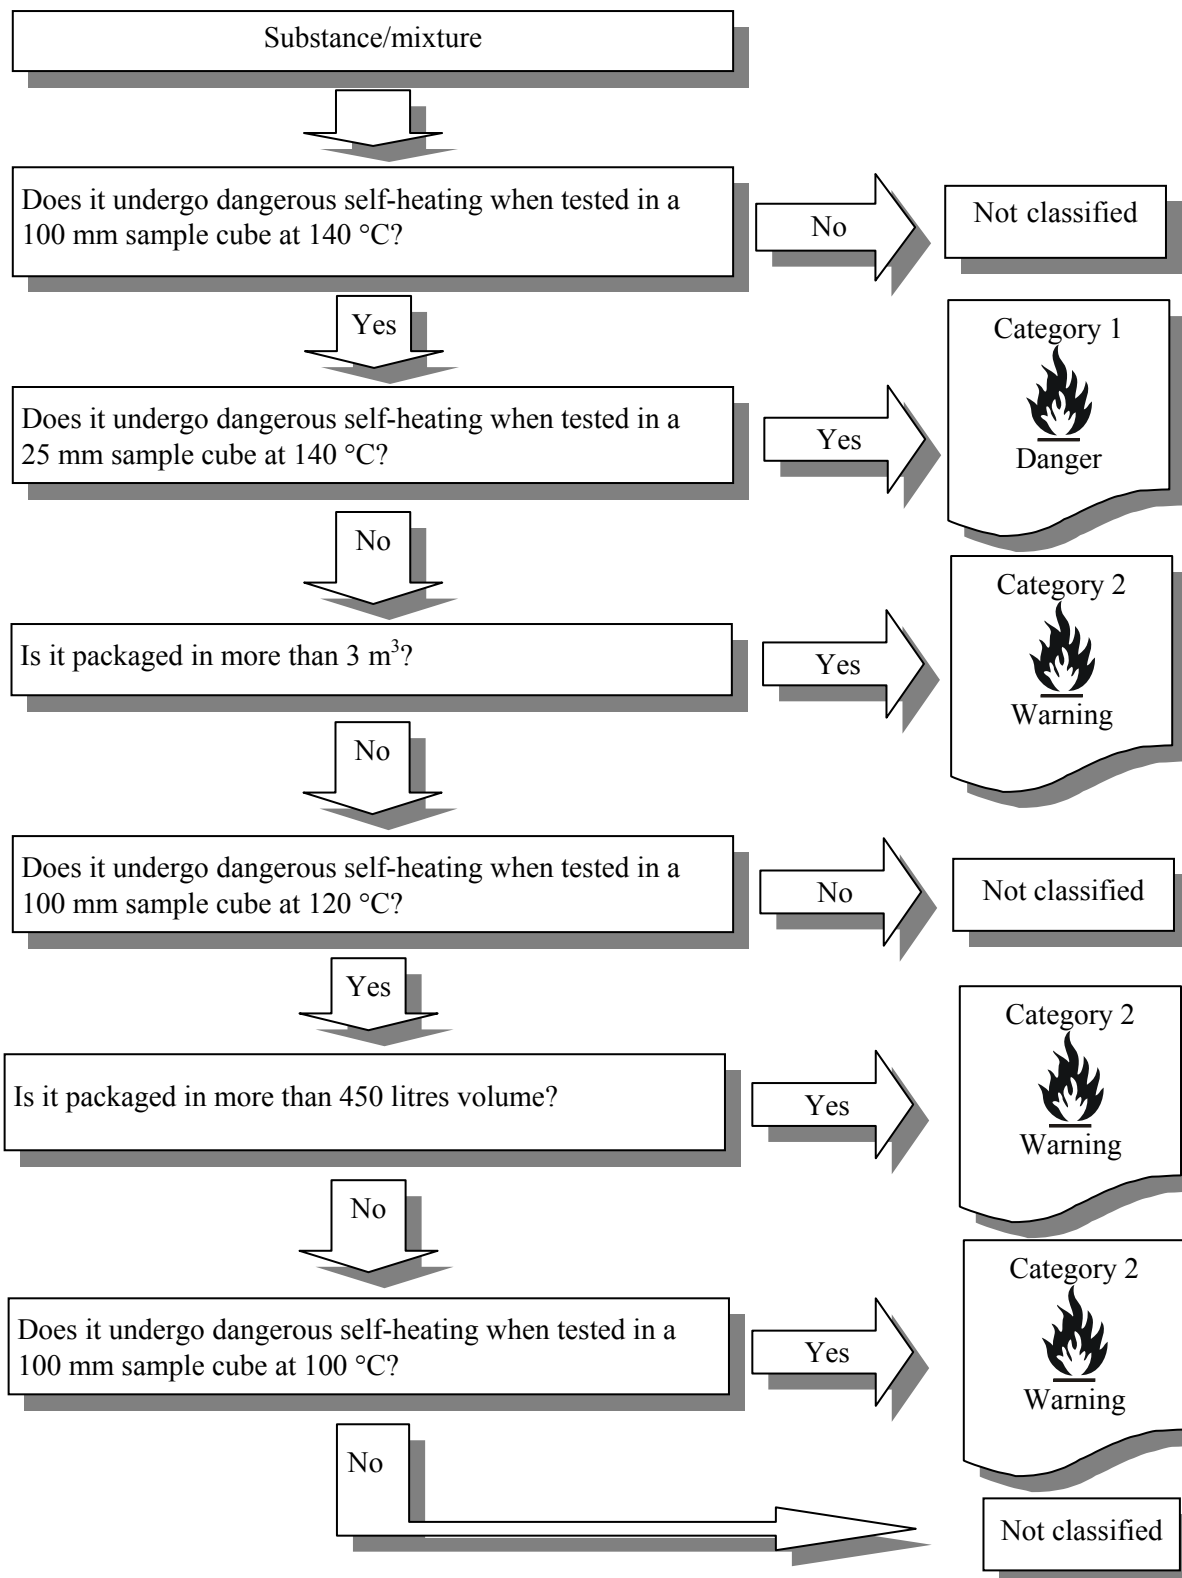 Substance/mixture
Does it undergo dangerous self-heating when tested in a
100 mm sample cube at 140 °C?
No
Not classified
Yes
Does it undergo dangerous self-heating when tested in a
25 mm sample cube at 140 °C?
Yes
Category 1
Danger
No
Is it packaged in more than 3 m³?
Yes
Category 2
Warning
No
Does it undergo dangerous self-heating when tested in a
100 mm sample cube at 120 °C?
No
Not classified
Yes
Is it packaged in more than 450 litres volume?
Yes
Category 2
Warning
No
Does it undergo dangerous self-heating when tested in a
100 mm sample cube at 100 °C?
Yes
Category 2
Warning
No
Not classified